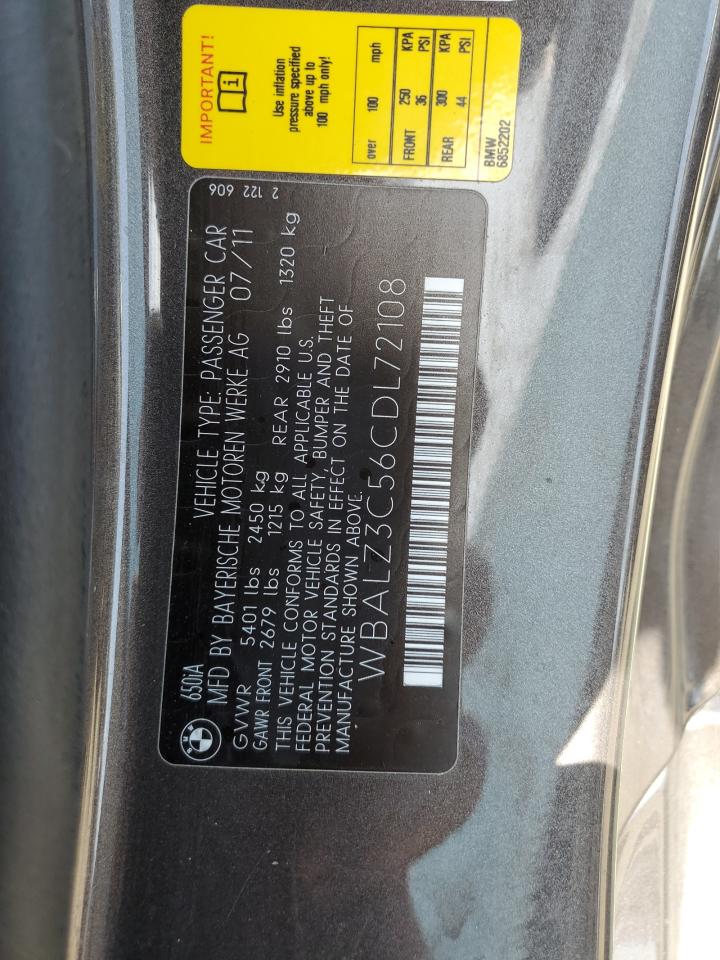 650iA
VEHICLE TYPE: PASSENGER CAR
MFD BY BAYERISCHE MOTOREN WERKE AG 07/11
GVWR 5401 lbs 2450 kg
GAWR FRONT 2679 lbs 1215 kg REAR 2910 lbs 1320 kg
THIS VEHICLE CONFORMS TO ALL APPLICABLE U.S.
FEDERAL MOTOR VEHICLE SAFETY, BUMPER AND THEFT
PREVENTION STANDARDS IN EFFECT ON THE DATE OF
MANUFACTURE SHOWN ABOVE.
WBALZ3C56CDL72108
2 122 606
IMPORTANT!
i
Use inflation
pressure specified
above up to
100 mph only!
over 100 mph
FRONT 250 KPA
36 PSI
REAR 300 KPA
44 PSI
BMW
6852202
BMW